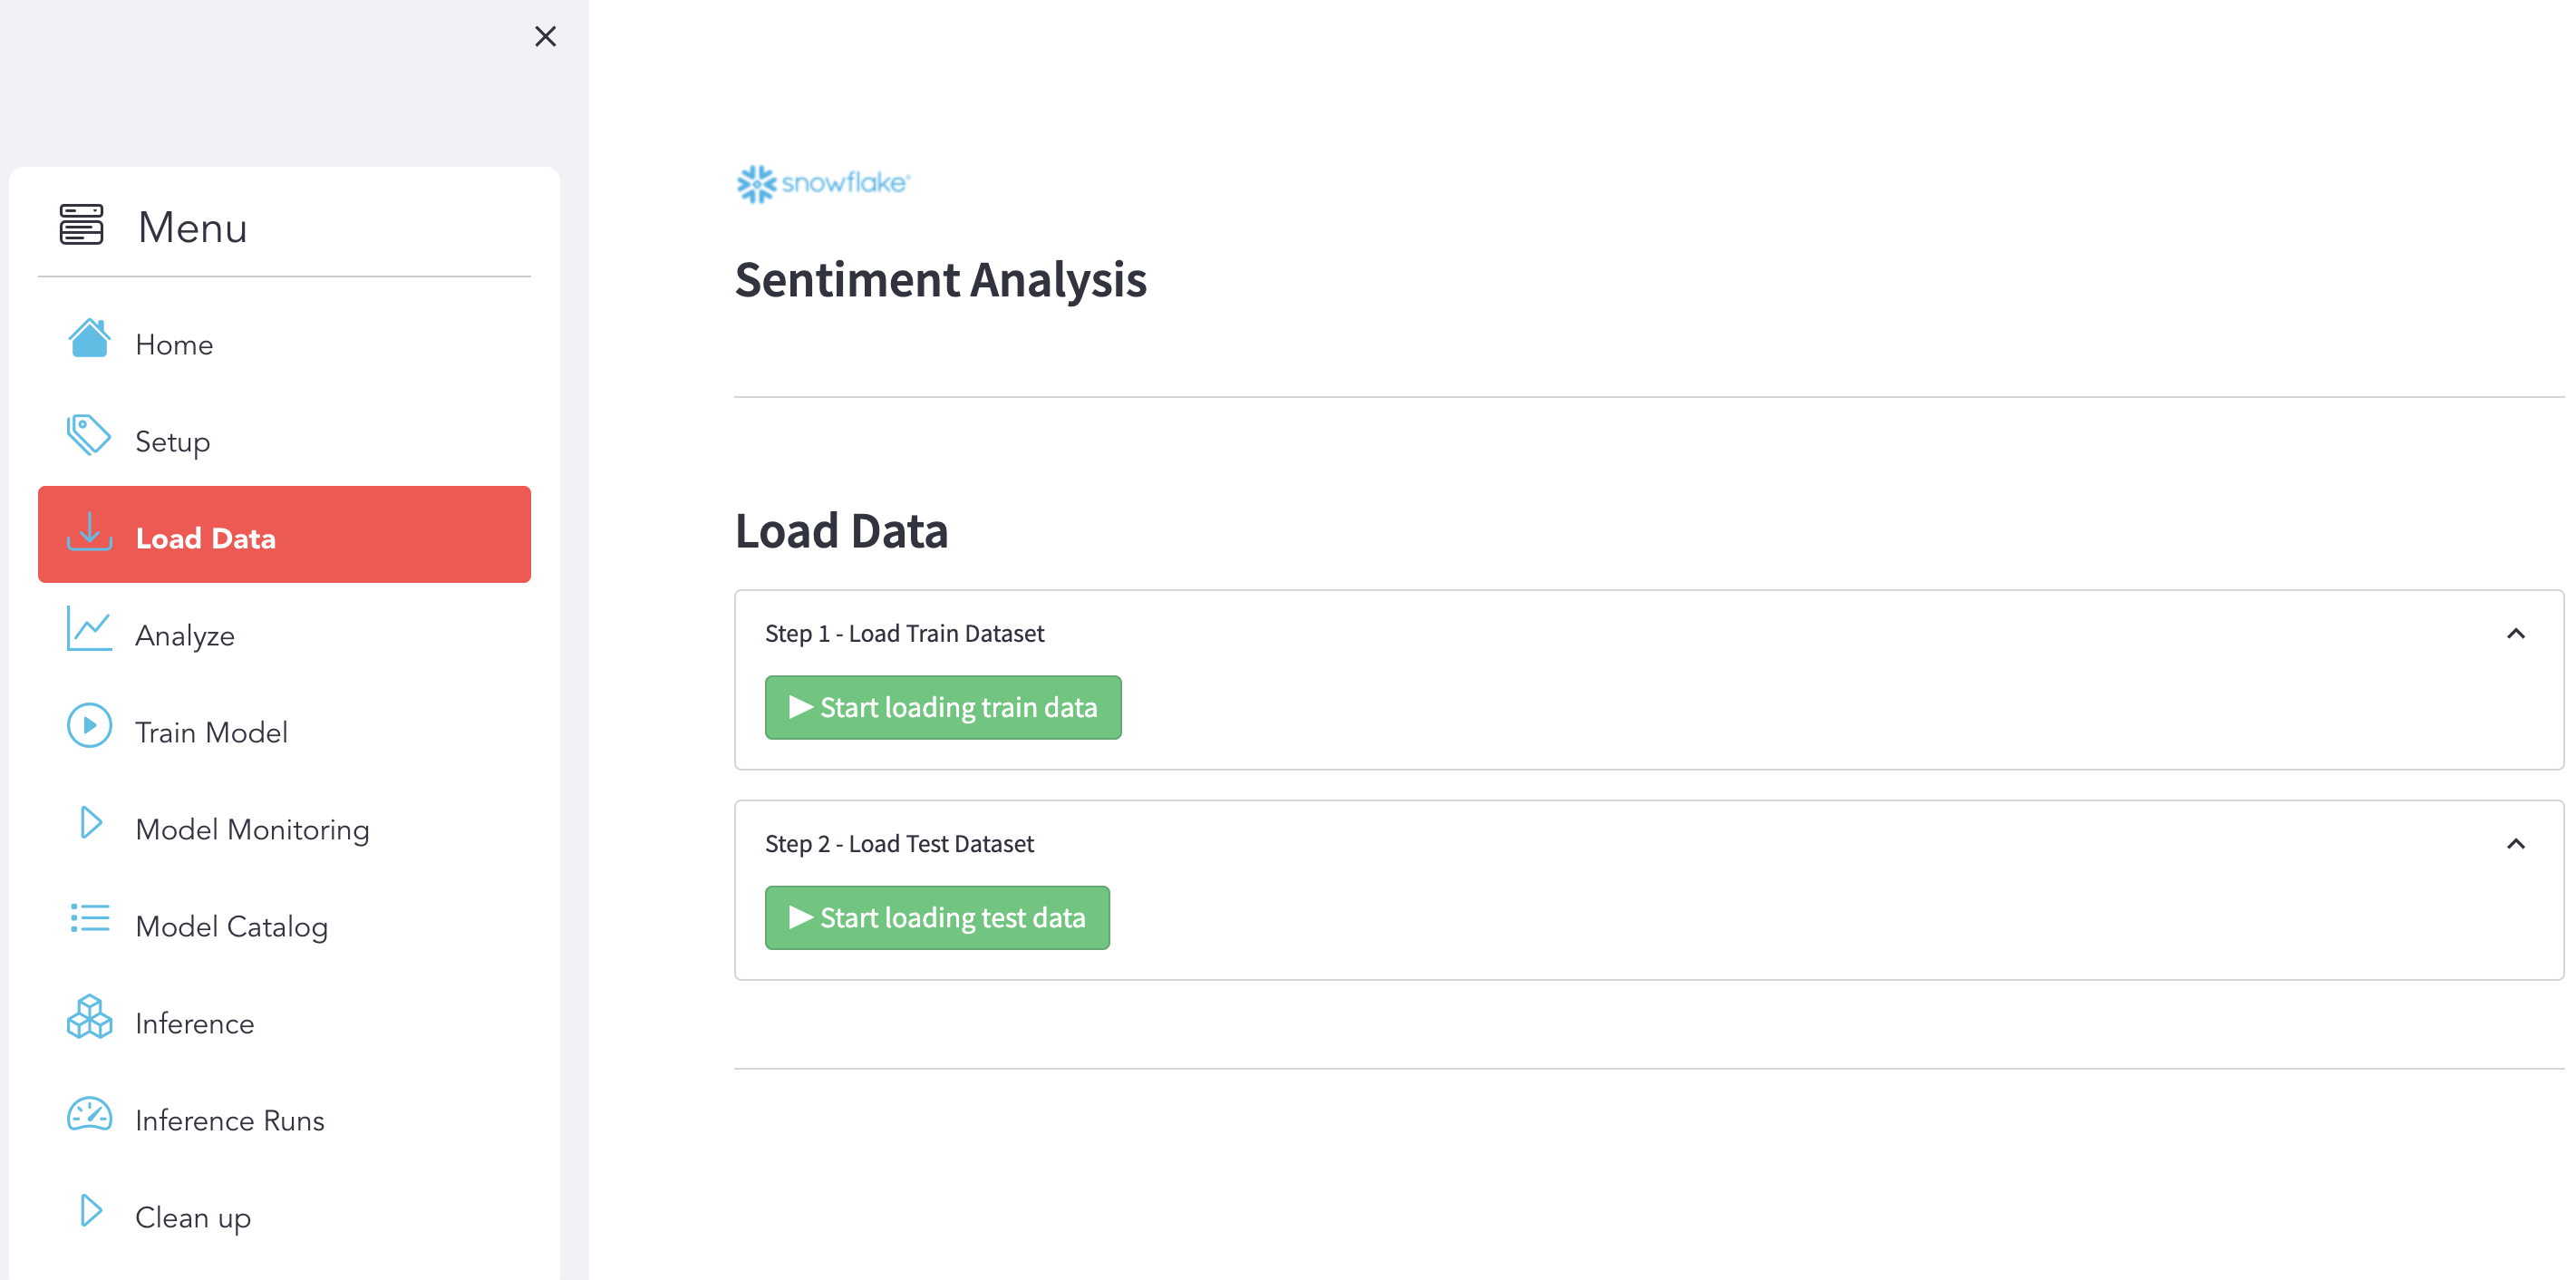 Menu
Home
Setup
Load Data
Analyze
Train Model
Model Monitoring
Model Catalog
Inference
Inference Runs
Clean up
snowflake
Sentiment Analysis
Load Data
Step 1 - Load Train Dataset
Start loading train data
Step 2 - Load Test Dataset
Start loading test data